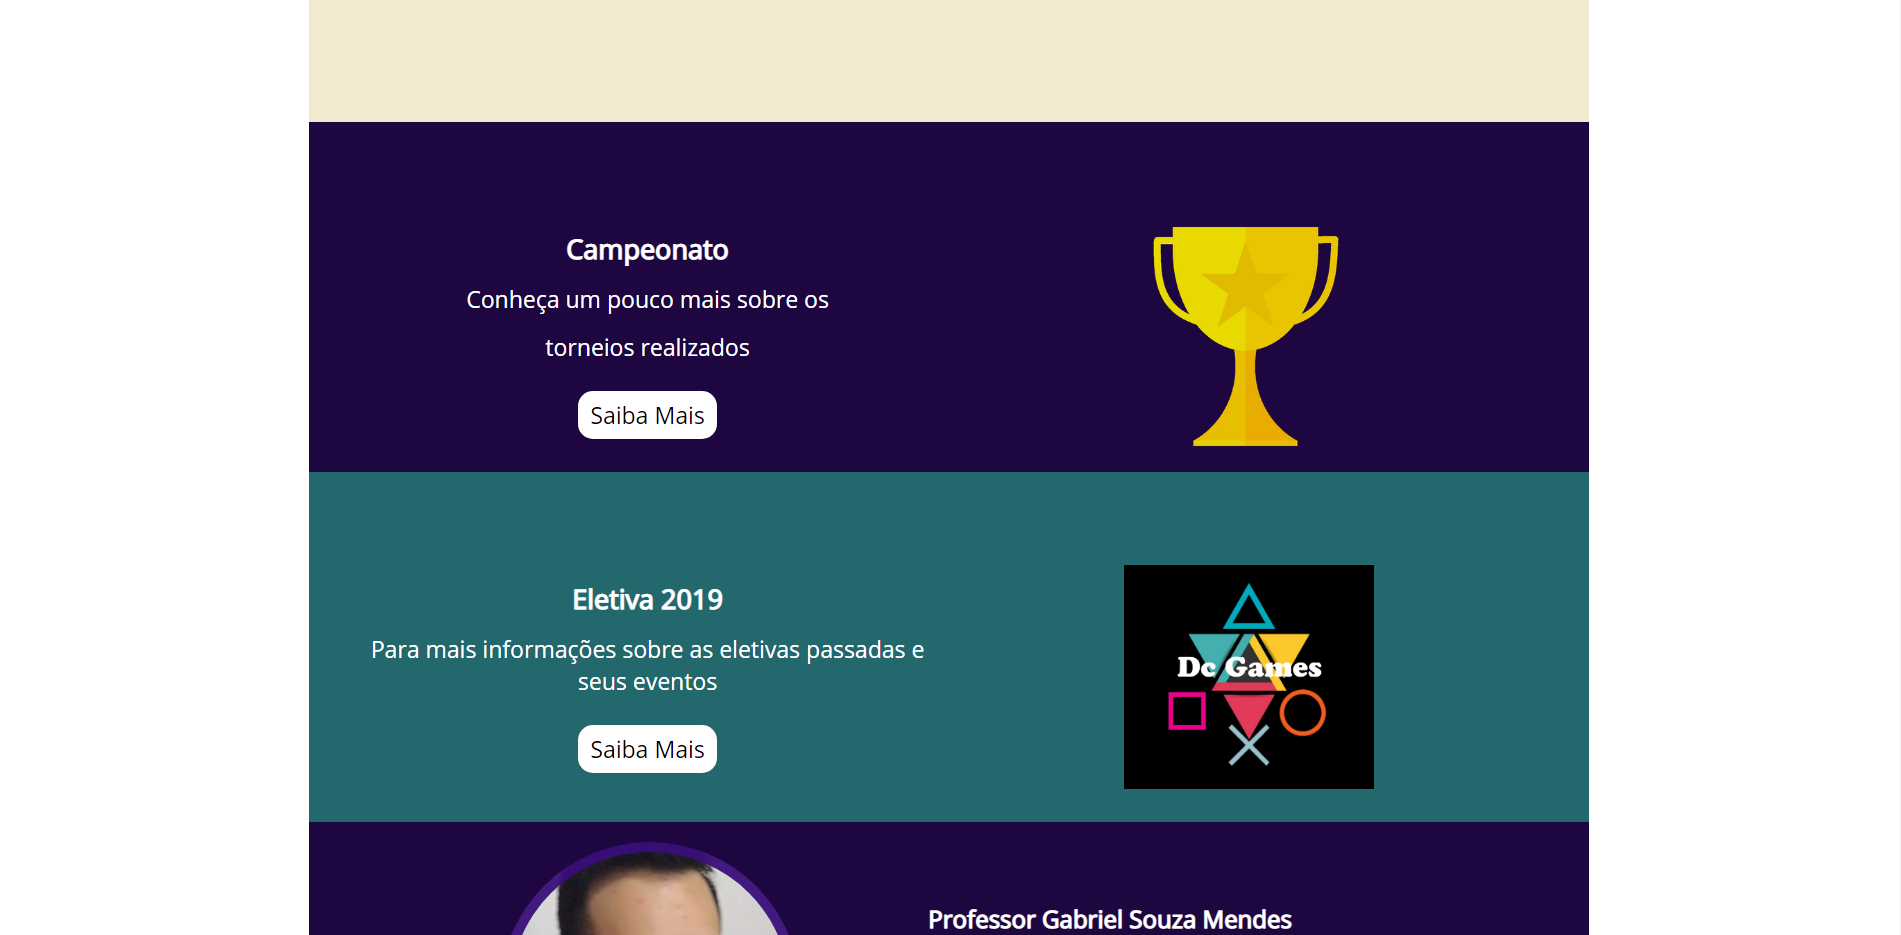 Campeonato
Conheça um pouco mais sobre os
torneios realizados
Saiba Mais
Eletiva 2019
Para mais informações sobre as eletivas passadas e
seus eventos
Saiba Mais
Dc Games
Professor Gabriel Souza Mendes